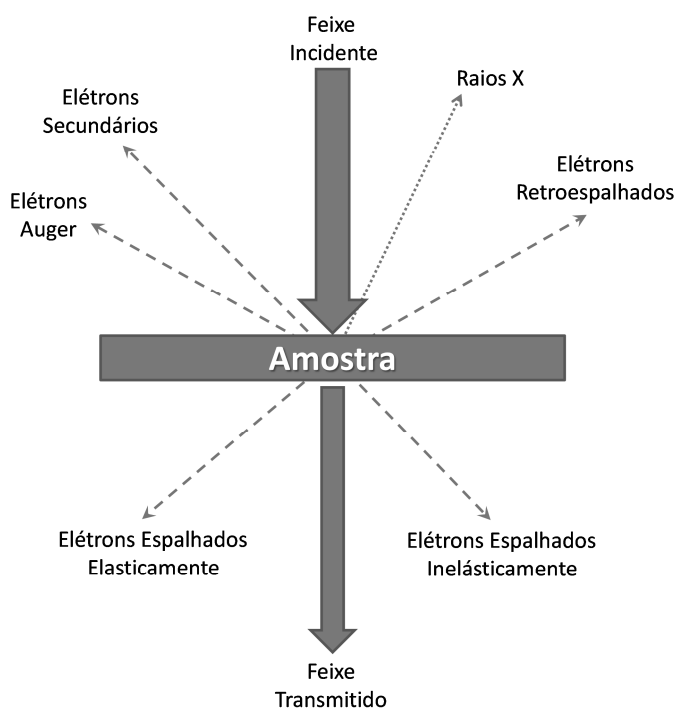 Feixe
Incidente
Raios X
Elétrons
Secundários
Elétrons
Retroespalhados
Elétrons
Auger
Amostra
Elétrons Espalhados
Elasticamente
Elétrons Espalhados
Inelásticamente
Feixe
Transmitido